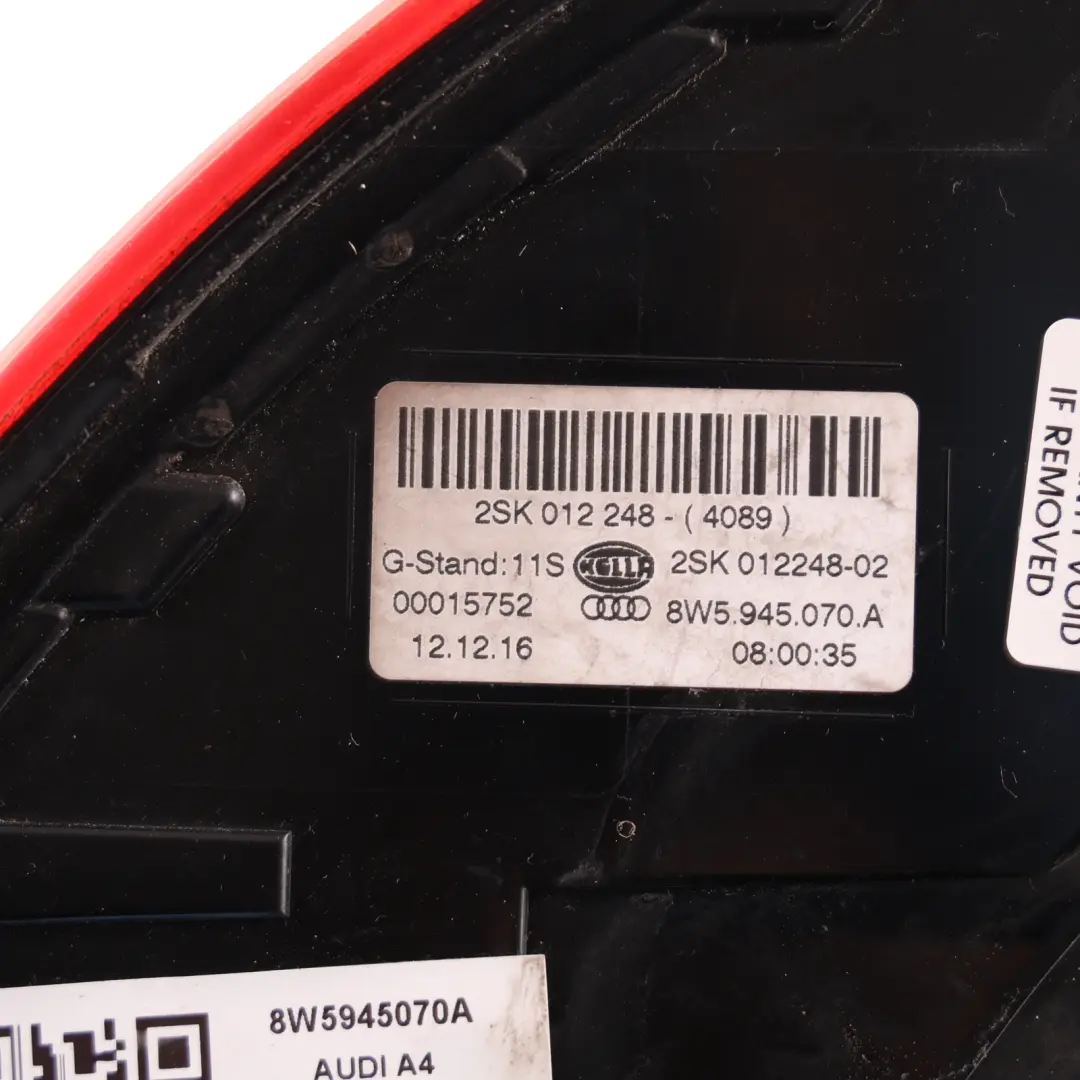 2SK 012 248 - ( 4089 )
G-Stand: 11S HELLA 2SK 012248-02
00015752 8W5.945.070.A
12.12.16 08:00:35
VOID
IF REMOVED
8W5945070A
AUDI A4